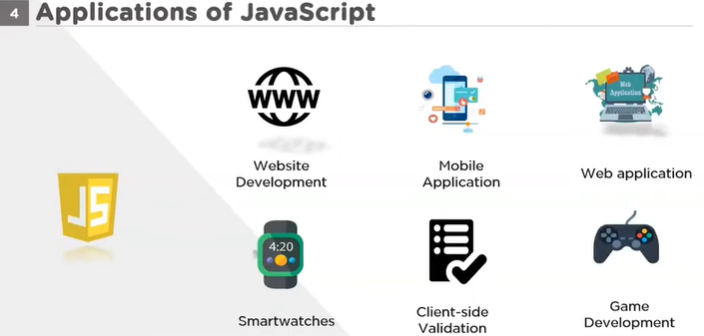 4
Applications of JavaScript
WWW
Web
Application
Website
Development
Mobile
Application
Web application
JS
4:20
Smartwatches
Client-side
Validation
Game
Development